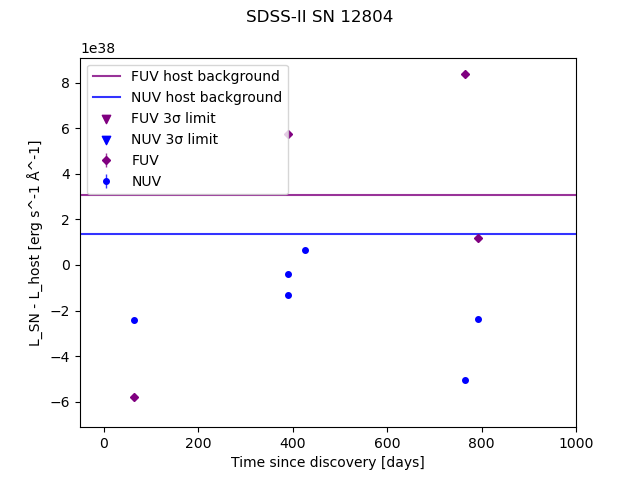 SDSS-II SN 12804
1e38
FUV host background
NUV host background
FUV 3σ limit
NUV 3σ limit
FUV
NUV
8
6
4
2
0
−2
−4
−6
L_SN - L_host [erg s^-1 Å^-1]
0 200 400 600 800 1000
Time since discovery [days]